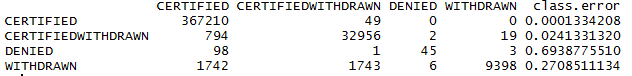 CERTIFIED CERTIFIEDWITHDRAWN DENIED WITHDRAWN class.error
CERTIFIED 367210 49 0 0 0.0001334208
CERTIFIEDWITHDRAWN 794 32956 2 19 0.0241331320
DENIED 98 1 45 3 0.6938775510
WITHDRAWN 1742 1743 6 9398 0.2708511134